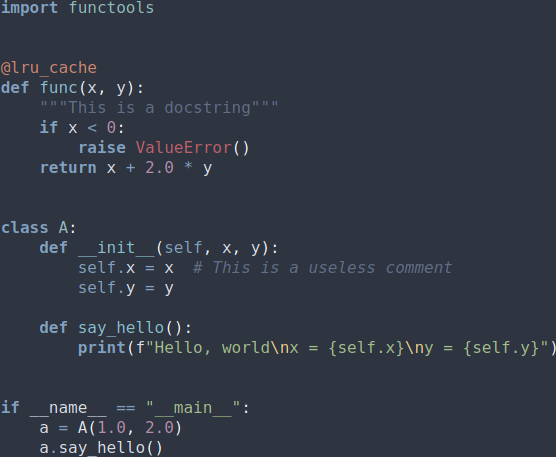 import functools
@lru_cache
def func(x, y):
    """This is a docstring"""
    if x < 0:
        raise ValueError()
    return x + 2.0 * y
class A:
    def __init__(self, x, y):
        self.x = x  # This is a useless comment
        self.y = y
    def say_hello():
        print(f"Hello, world\nx = {self.x}\ny = {self.y}")
if __name__ == "__main__":
    a = A(1.0, 2.0)
    a.say_hello()